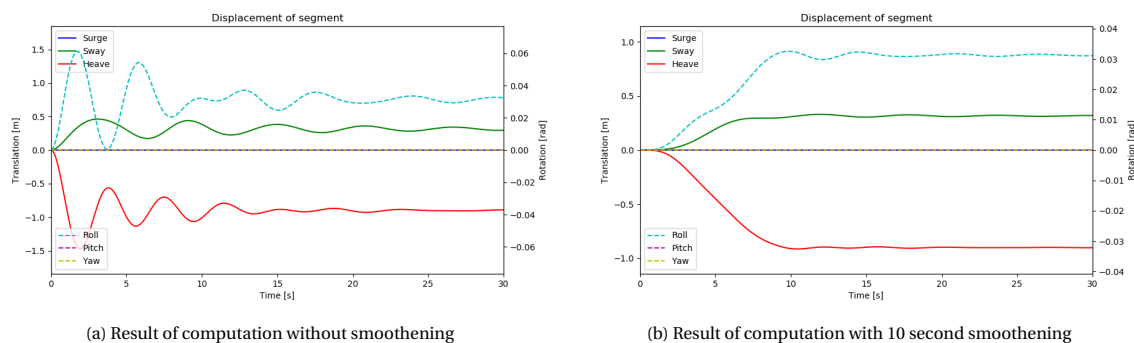 Displacement of segment
Surge
Sway
Heave
Roll
Pitch
Yaw
1.5
1.0
0.5
0.0
−0.5
−1.0
−1.5
Translation [m]
0.06
0.04
0.02
0.00
−0.02
−0.04
−0.06
Rotation [rad]
0 5 10 15 20 25 30
Time [s]
(a) Result of computation without smoothening
Displacement of segment
Surge
Sway
Heave
Roll
Pitch
Yaw
1.0
0.5
0.0
−0.5
−1.0
Translation [m]
0.04
0.03
0.02
0.01
0.00
−0.01
−0.02
−0.03
−0.04
Rotation [rad]
0 5 10 15 20 25 30
Time [s]
(b) Result of computation with 10 second smoothening